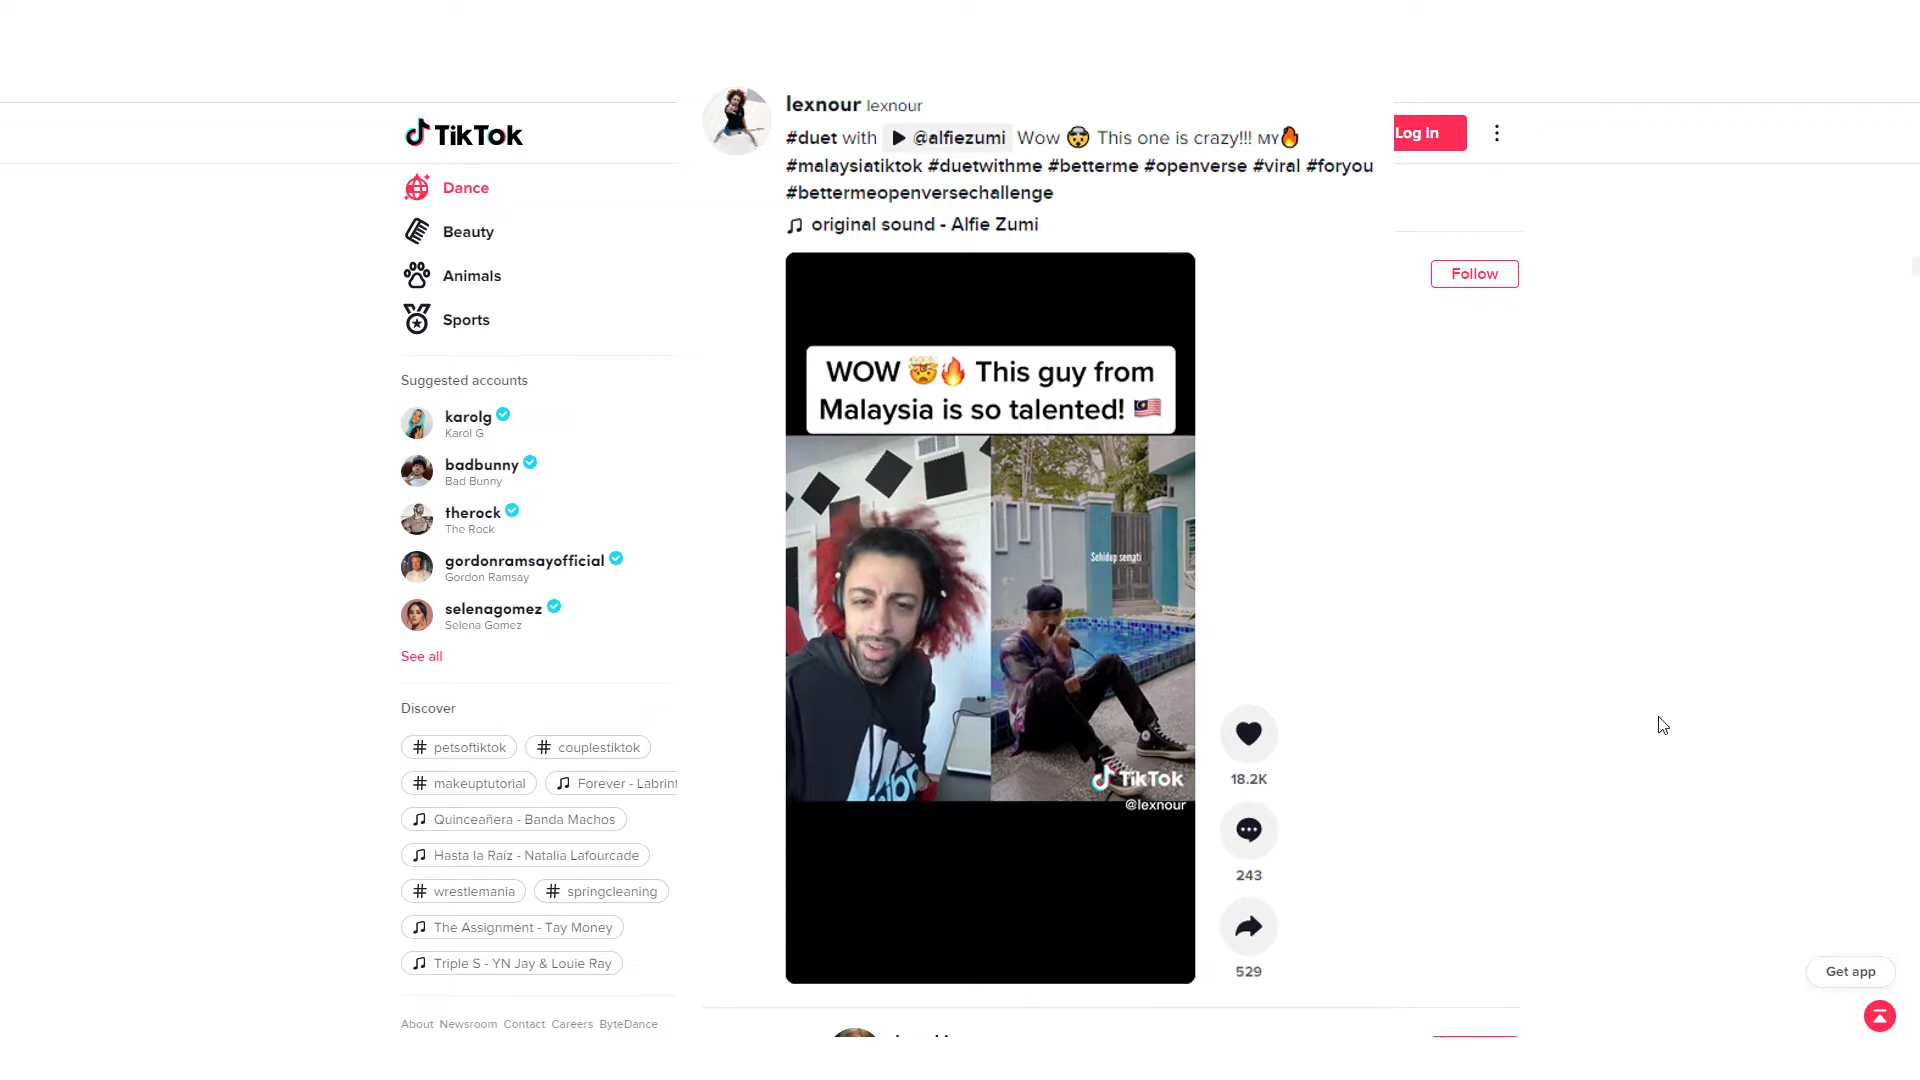 lexnour lexnour
#duet with @alfiezumi Wow 🤯 This one is crazy!!! MY🔥
#malaysiatiktok #duetwithme #betterme #openverse #viral #foryou
#bettermeopenversechallenge
original sound - Alfie Zumi
TikTok
Log in
Dance
Beauty
Animals
Sports
Suggested accounts
karolg
Karol G
badbunny
Bad Bunny
therock
The Rock
gordonramsayofficial
Gordon Ramsay
selenagomez
Selena Gomez
See all
Discover
# petsoftiktok
# couplestiktok
# makeuptutorial
Forever - Labrin
Quinceañera - Banda Machos
Hasta la Raíz - Natalia Lafourcade
# wrestlemania
# springcleaning
The Assignment - Tay Money
Triple S - YN Jay & Louie Ray
About Newsroom Contact Careers ByteDance
Follow
WOW 🤯🔥 This guy from
Malaysia is so talented! 🇲🇾
Sehidup semati
TikTok
@lexnour
18.2K
243
529
Get app